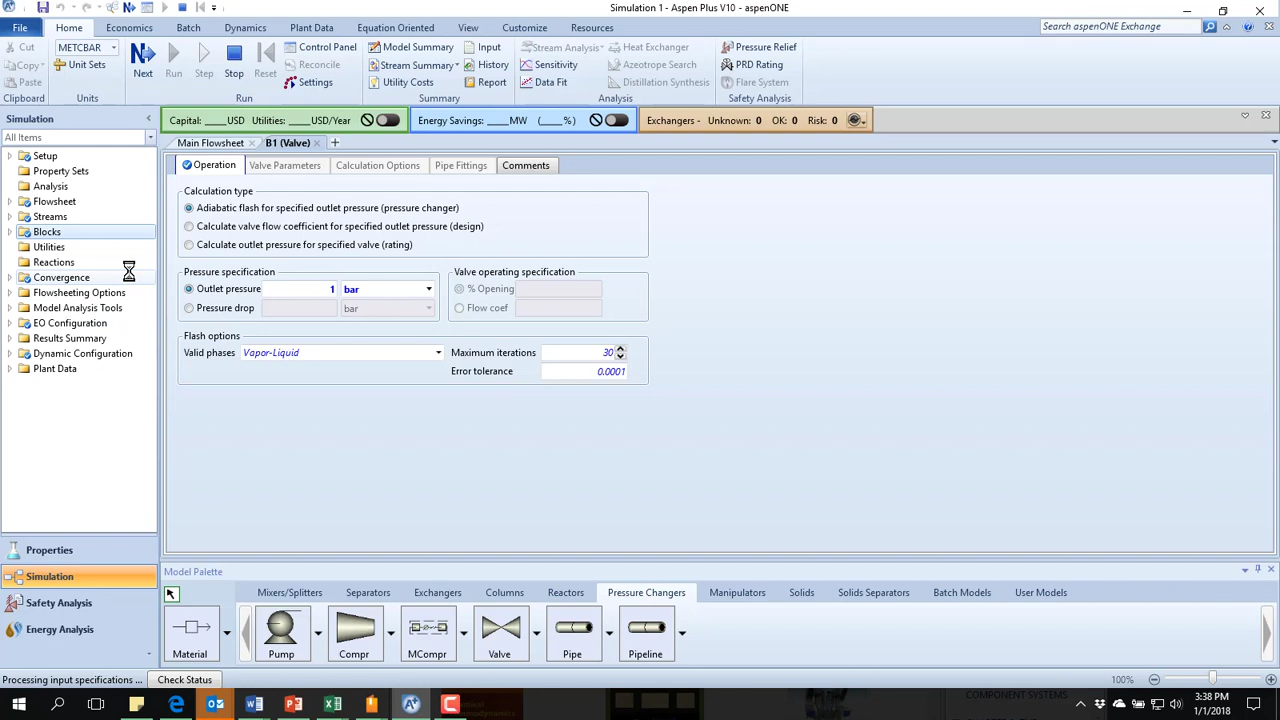 Simulation 1 - Aspen Plus V10 - aspenONE
File Home Economics Batch Dynamics Plant Data Equation Oriented View Customize Resources Search aspenONE Exchange
Cut METCBAR Control Panel Model Summary Input Stream Analysis Heat Exchanger Pressure Relief
Copy Unit Sets Next Run Step Stop Reset Reconcile Stream Summary History Sensitivity Azeotrope Search PRD Rating
Paste Settings Utility Costs Report Data Fit Distillation Synthesis Flare System
Clipboard Units Run Summary Analysis Safety Analysis
Simulation Capital: ____USD Utilities: ____USD/Year Energy Savings: ____MW (____%) Exchangers - Unknown: 0 OK: 0 Risk: 0
All Items Main Flowsheet B1 (Valve)
Setup
Property Sets
Analysis
Flowsheet
Streams
Blocks
Utilities
Reactions
Convergence
Flowsheeting Options
Model Analysis Tools
EO Configuration
Results Summary
Dynamic Configuration
Plant Data
Properties
Simulation
Safety Analysis
Energy Analysis
Operation Valve Parameters Calculation Options Pipe Fittings Comments
Calculation type
Adiabatic flash for specified outlet pressure (pressure changer)
Calculate valve flow coefficient for specified outlet pressure (design)
Calculate outlet pressure for specified valve (rating)
Pressure specification Valve operating specification
Outlet pressure 1 bar % Opening
Pressure drop bar Flow coef
Flash options
Valid phases Vapor-Liquid Maximum iterations 30
Error tolerance 0.0001
Model Palette
Mixers/Splitters Separators Exchangers Columns Reactors Pressure Changers Manipulators Solids Solids Separators Batch Models User Models
Material Pump Compr MCompr Valve Pipe Pipeline
Processing input specifications ... Check Status 100%
COMPONENT SYSTEMS
3:38 PM
1/1/2018